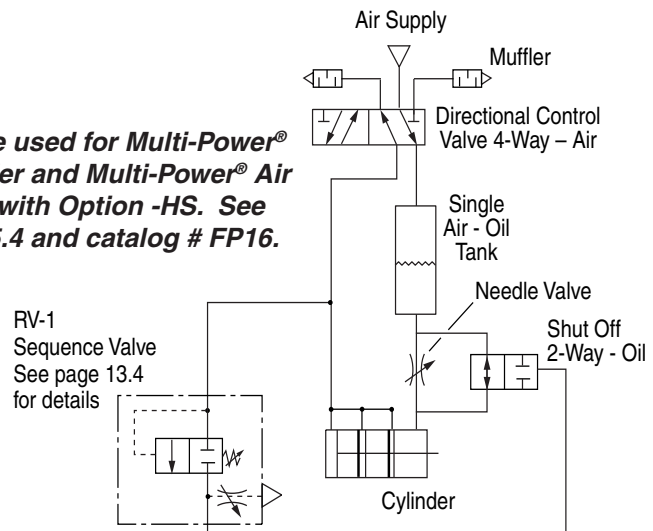 Air Supply
Muffler
Directional Control
Valve 4-Way – Air
e used for Multi-Power®
er and Multi-Power® Air
with Option -HS. See
5.4 and catalog # FP16.
Single
Air - Oil
Tank
Needle Valve
RV-1
Sequence Valve
See page 13.4
for details
Shut Off
2-Way - Oil
Cylinder